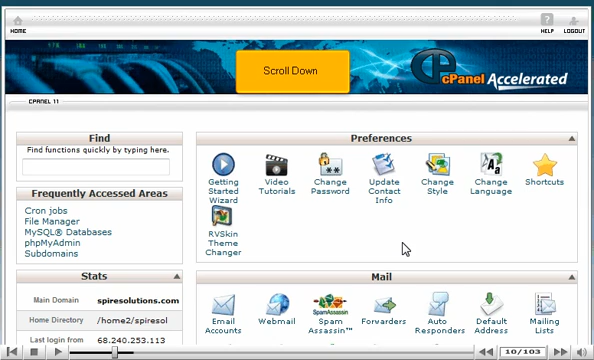 HOME
HELP
LOGOUT
Scroll Down
cPanel Accelerated
CPANEL 11
Find
Find functions quickly by typing here.
Frequently Accessed Areas
Cron jobs
File Manager
MySQL® Databases
phpMyAdmin
Subdomains
Stats
Main Domain spiresolutions.com
Home Directory /home2/spiresol
Last login from 68.240.253.113
Preferences
Getting Started Wizard
Video Tutorials
Change Password
Update Contact Info
Change Style
Change Language
Shortcuts
RVSkin Theme Changer
Mail
Email Accounts
Webmail
SpamAssassin
Spam Assassin™
Forwarders
Auto Responders
Default Address
Mailing Lists
10/103